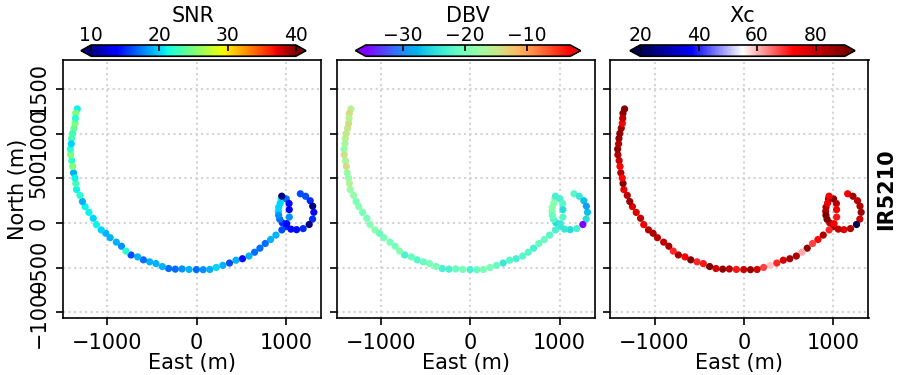 SNR DBV Xc
10 20 30 40 −30 −20 −10 20 40 60 80
1500
1000
500
0
−500
−1000
North (m)
IR5210
−1000 0 1000 −1000 0 1000 −1000 0 1000
East (m) East (m) East (m)